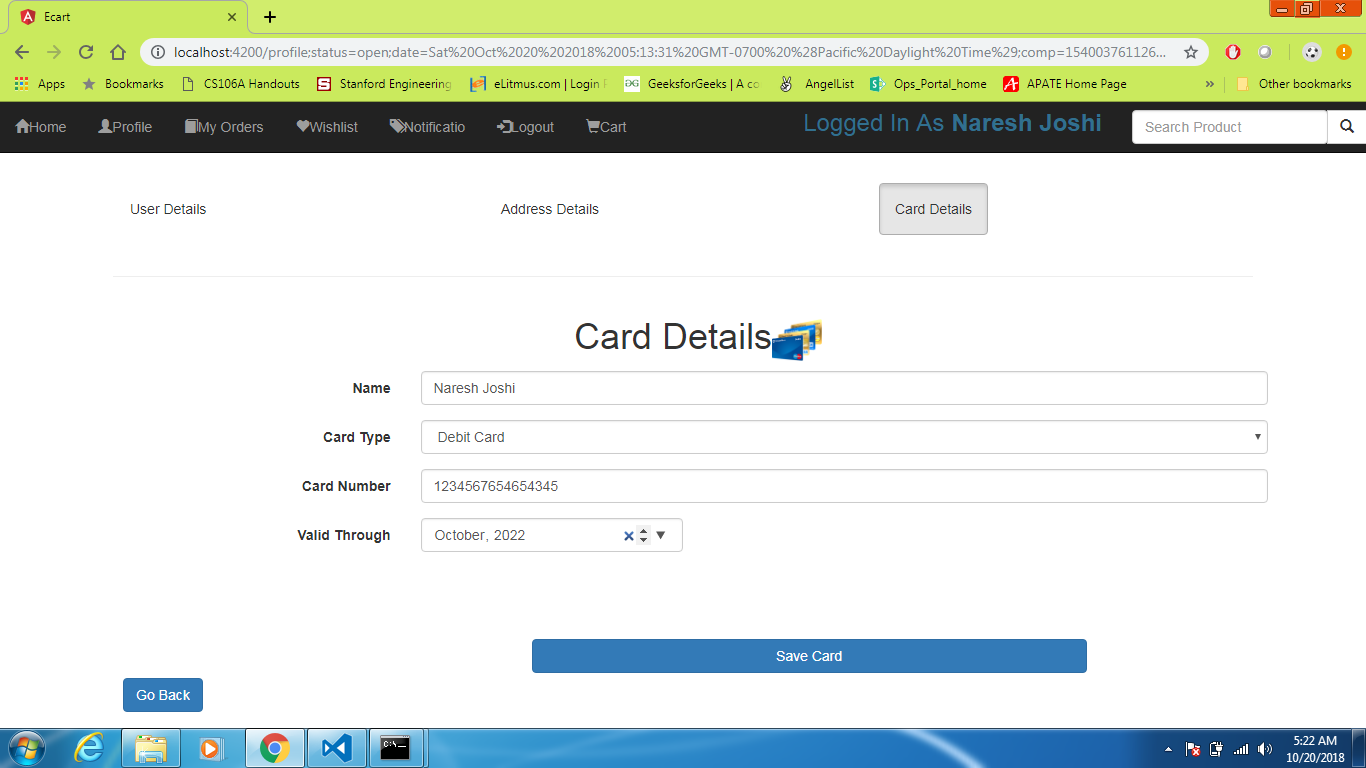 Ecart
localhost:4200/profile;status=open;date=Sat%20Oct%2020%202018%2005:13:31%20GMT-0700%20%28Pacific%20Daylight%20Time%29;comp=154003761126...
Apps Bookmarks CS106A Handouts Stanford Engineering eLitmus.com | Login GeeksforGeeks | A co AngelList Ops_Portal_home APATE Home Page » Other bookmarks
Home Profile My Orders Wishlist Notificatio Logout Cart Logged In As Naresh Joshi Search Product
User Details Address Details Card Details
Card Details
Name Naresh Joshi
Card Type Debit Card
Card Number 1234567654654345
Valid Through October, 2022
Save Card
Go Back
C:\._
5:22 AM
10/20/2018